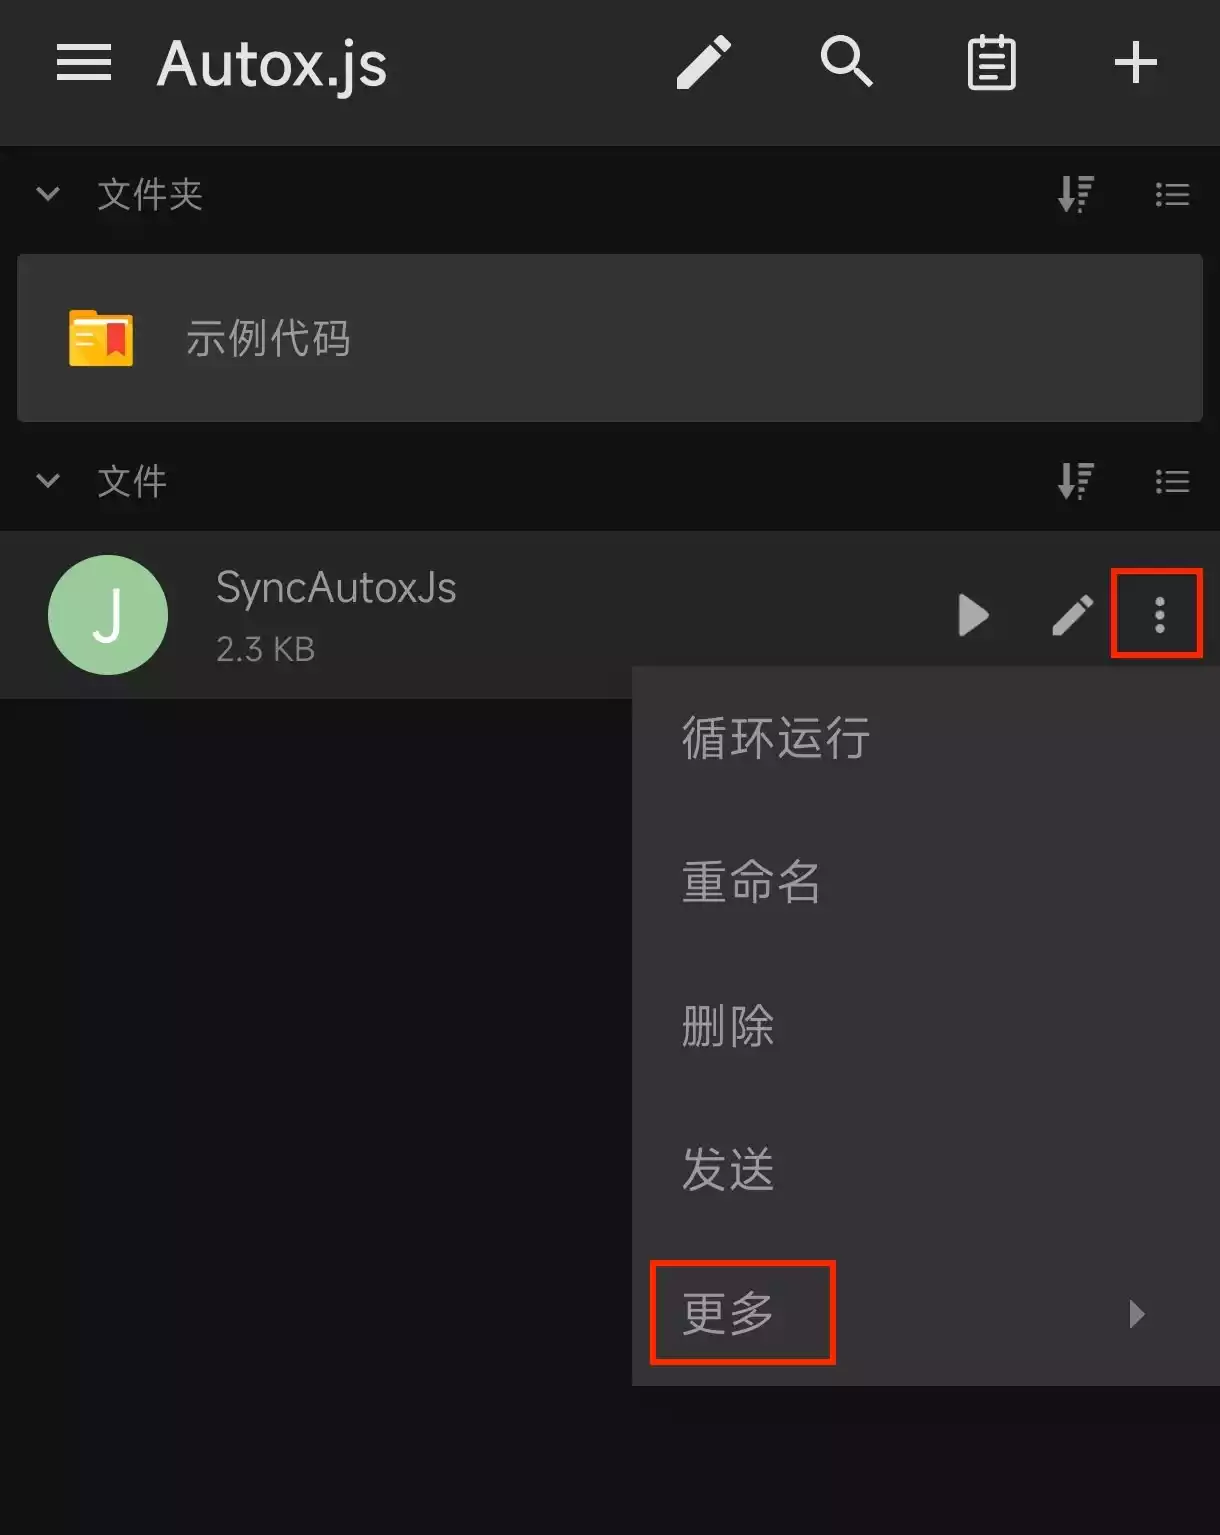 Autox.js
文件夹
示例代码
文件
J
SyncAutoxJs
2.3 KB
循环运行
重命名
删除
发送
更多